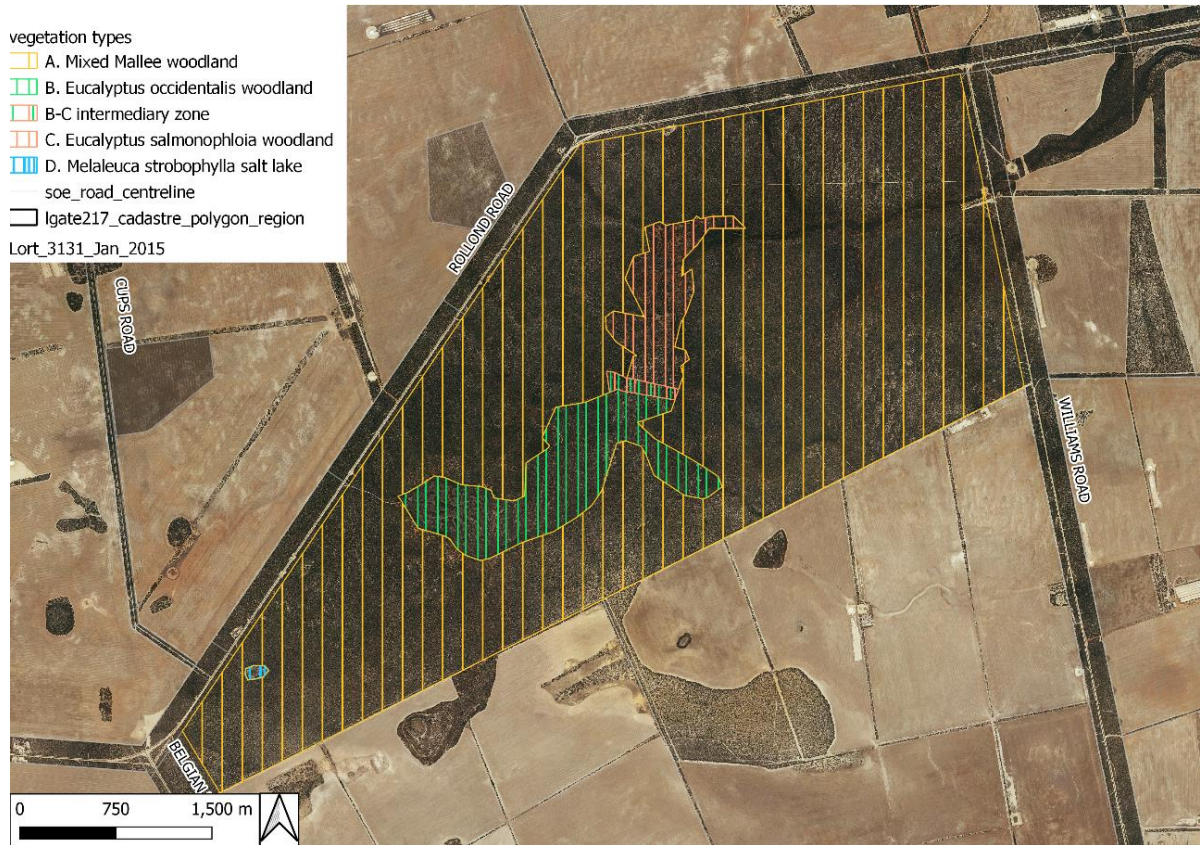 vegetation types
A. Mixed Mallee woodland
B. Eucalyptus occidentalis woodland
B-C intermediary zone
C. Eucalyptus salmonophloia woodland
D. Melaleuca strobophylla salt lake
soe_road_centreline
lgate217_cadastre_polygon_region
Lort_3131_Jan_2015
ROLLOND ROAD
CUPS ROAD
WILLIAMS ROAD
BELGIAN
0 750 1,500 m